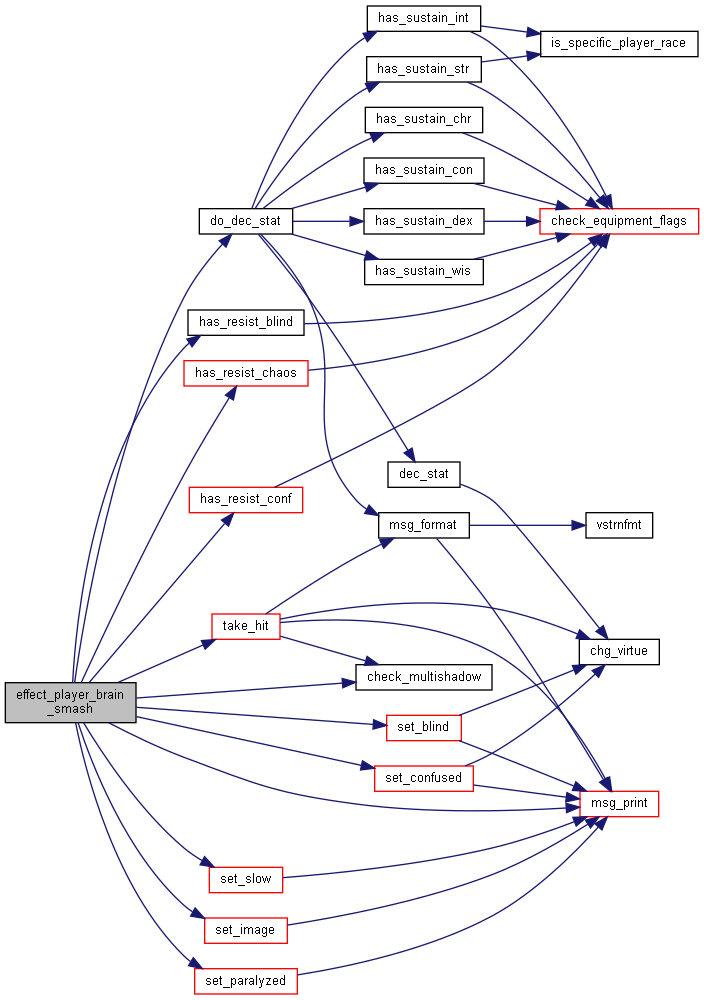 has_sustain_int
is_specific_player_race
has_sustain_str
has_sustain_chr
has_sustain_con
do_dec_stat
has_sustain_dex
check_equipment_flags
has_sustain_wis
has_resist_blind
has_resist_chaos
dec_stat
has_resist_conf
msg_format
vstrnfmt
take_hit
chg_virtue
check_multishadow
effect_player_brain
_smash
set_blind
set_confused
msg_print
set_slow
set_image
set_paralyzed